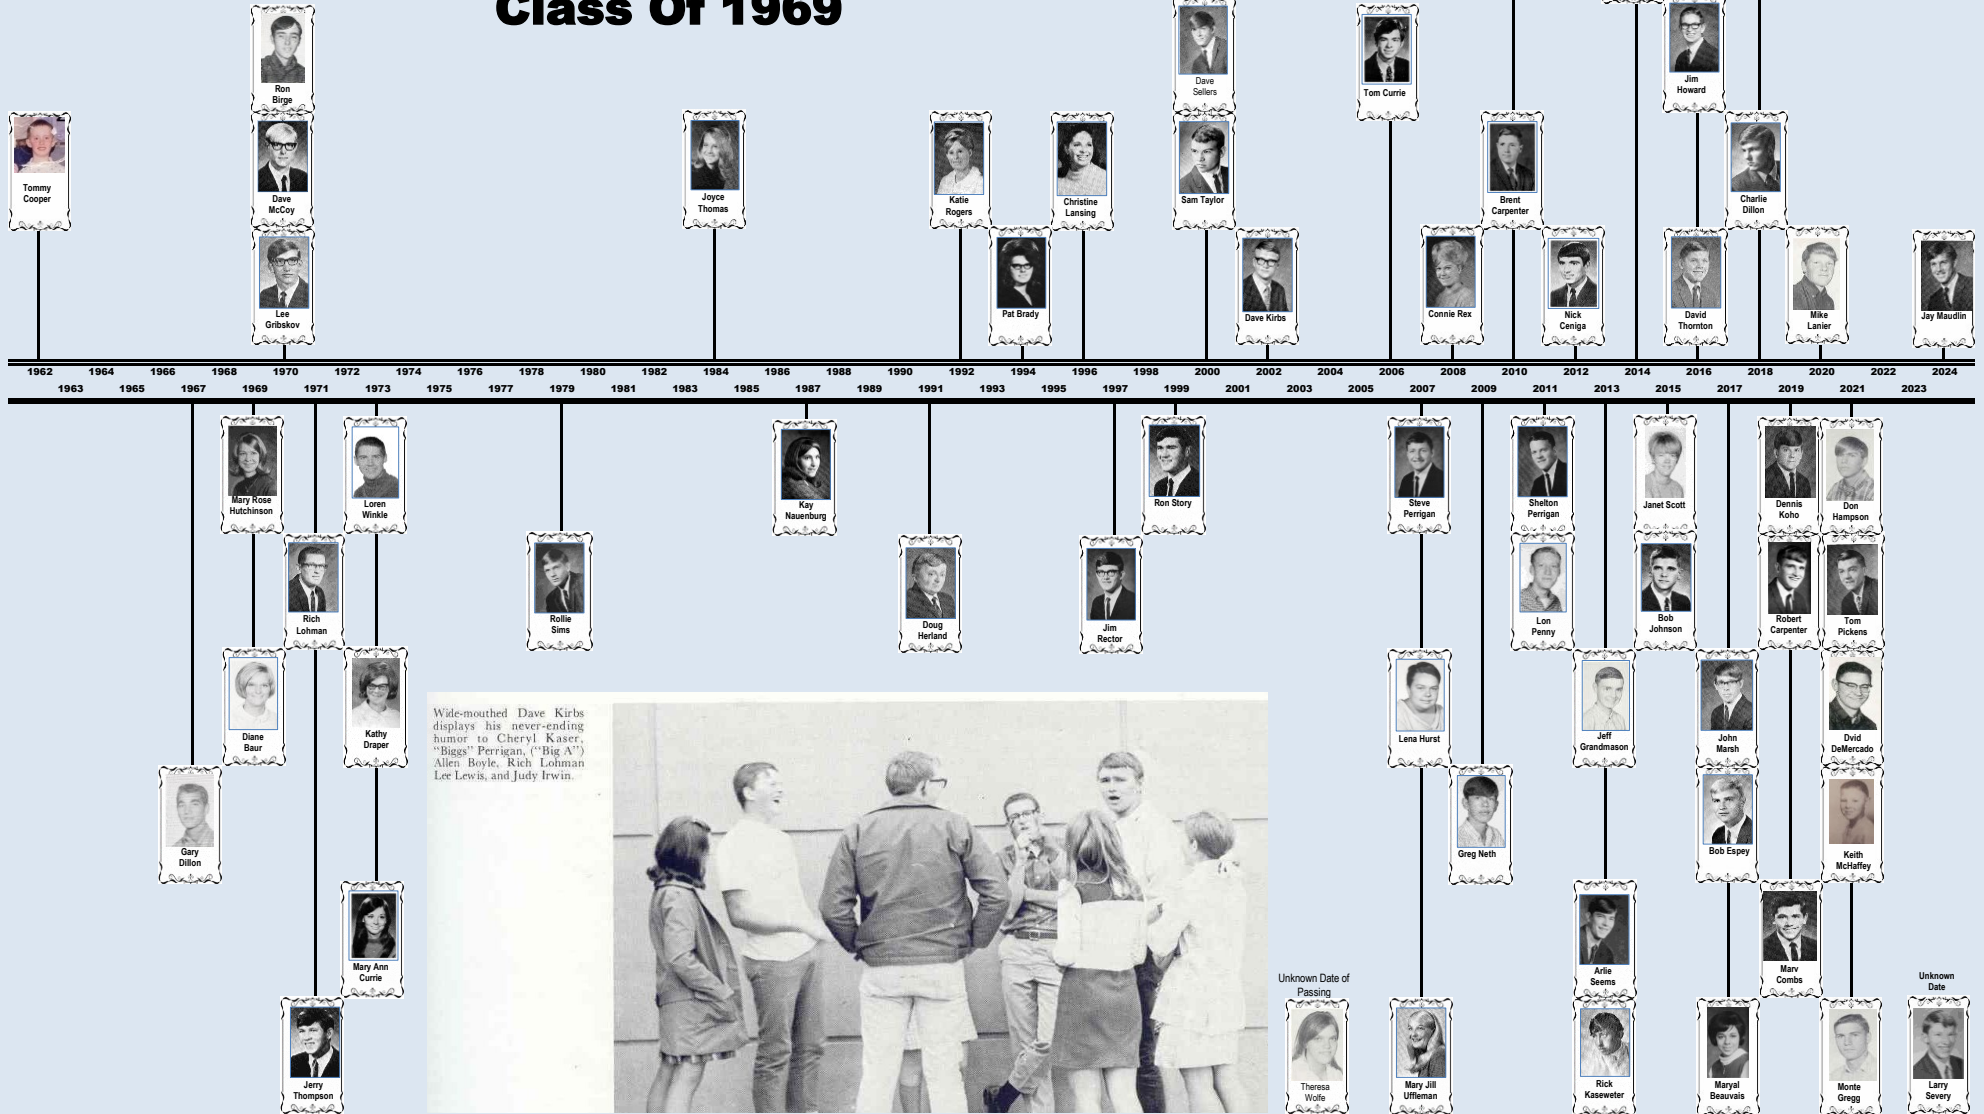 Class Of 1969
Ron
Birge
Dave
Sellers
Tom Currie
Jim
Howard
Tommy
Cooper
Dave
McCoy
Joyce
Thomas
Katie
Rogers
Christine
Lansing
Sam Taylor
Brent
Carpenter
Charlie
Dillon
Lee
Gribskov
Pat Brady
Dave Kirbs
Connie Rex
Nick
Ceniga
David
Thornton
Mike
Lanier
Jay Maudlin
1962 1964 1966 1968 1970 1972 1974 1976 1978 1980 1982 1984 1986 1988 1990 1992 1994 1996 1998 2000 2002 2004 2006 2008 2010 2012 2014 2016 2018 2020 2022 2024
1963 1965 1967 1969 1971 1973 1975 1977 1979 1981 1983 1985 1987 1989 1991 1993 1995 1997 1999 2001 2003 2005 2007 2009 2011 2013 2015 2017 2019 2021 2023
Mary Rose
Hutchinson
Loren
Winkle
Kay
Nauenburg
Ron Story
Steve
Perrigan
Shelton
Perrigan
Janet Scott
Dennis
Koho
Don
Hampson
Rich
Lohman
Rollie
Sims
Doug
Herland
Jim
Rector
Lon
Penny
Bob
Johnson
Robert
Carpenter
Tom
Pickens
Diane
Baur
Kathy
Draper
Lena Hurst
Jeff
Grandmason
John
Marsh
Dvid
DeMercado
Wide-mouthed Dave Kirbs
displays his never-ending
humor to Cheryl Kaser,
"Biggs" Perrigan, ("Big A")
Allen Boyle, Rich Lohman
Lee Lewis, and Judy Irwin.
Gary
Dillon
Greg Neth
Bob Espey
Keith
McHaffey
Mary Ann
Currie
Arlie
Seems
Marv
Combs
Unknown Date of
Passing
Unknown
Date
Jerry
Thompson
Theresa
Wolfe
Mary Jill
Uffleman
Rick
Kaseweter
Maryal
Beauvais
Monte
Gregg
Larry
Severy